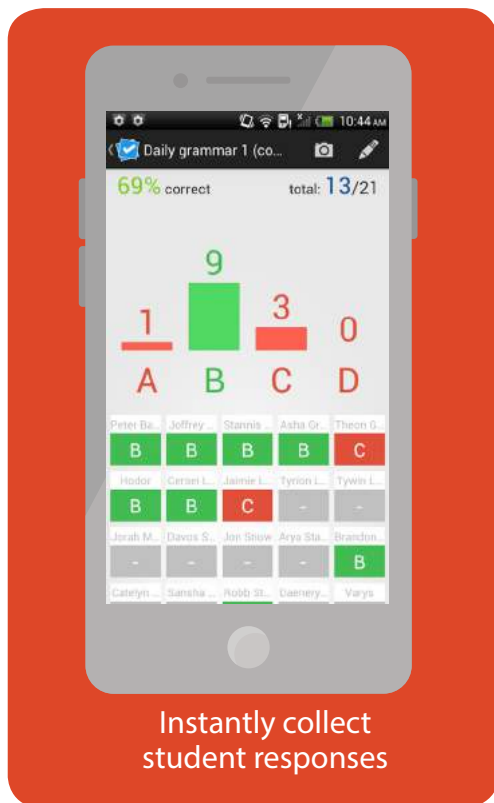 10:44 AM
Daily grammar 1 (co...
69% correct total: 13/21
1 9 3 0
A B C D
Peter Ba... Joffrey ... Stannis ... Asha Gr... Theon G...
B B B B C
Hodor Cersei L... Jaimie L... Tyrion L... Tywin L...
B B C - -
Jorah M... Davos S... Jon Snow Arya Sta... Brandon...
- - - - B
Catelyn ... Sansha ... Robb St... Daenery... Varys
Instantly collect
student responses